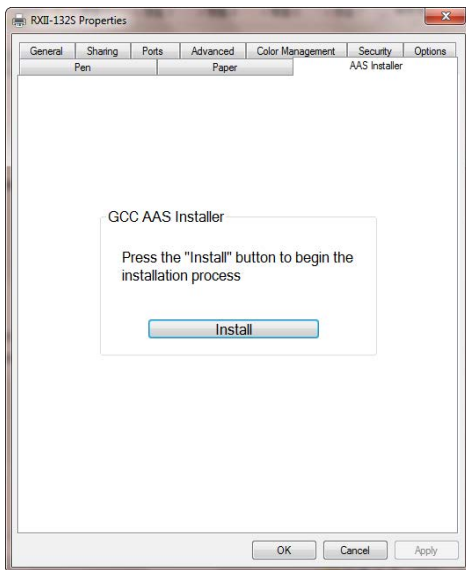 RXII-132S Properties
General Sharing Ports Advanced Color Management Security Options
Pen Paper AAS Installer
GCC AAS Installer
Press the "Install" button to begin the
installation process
Install
OK Cancel Apply